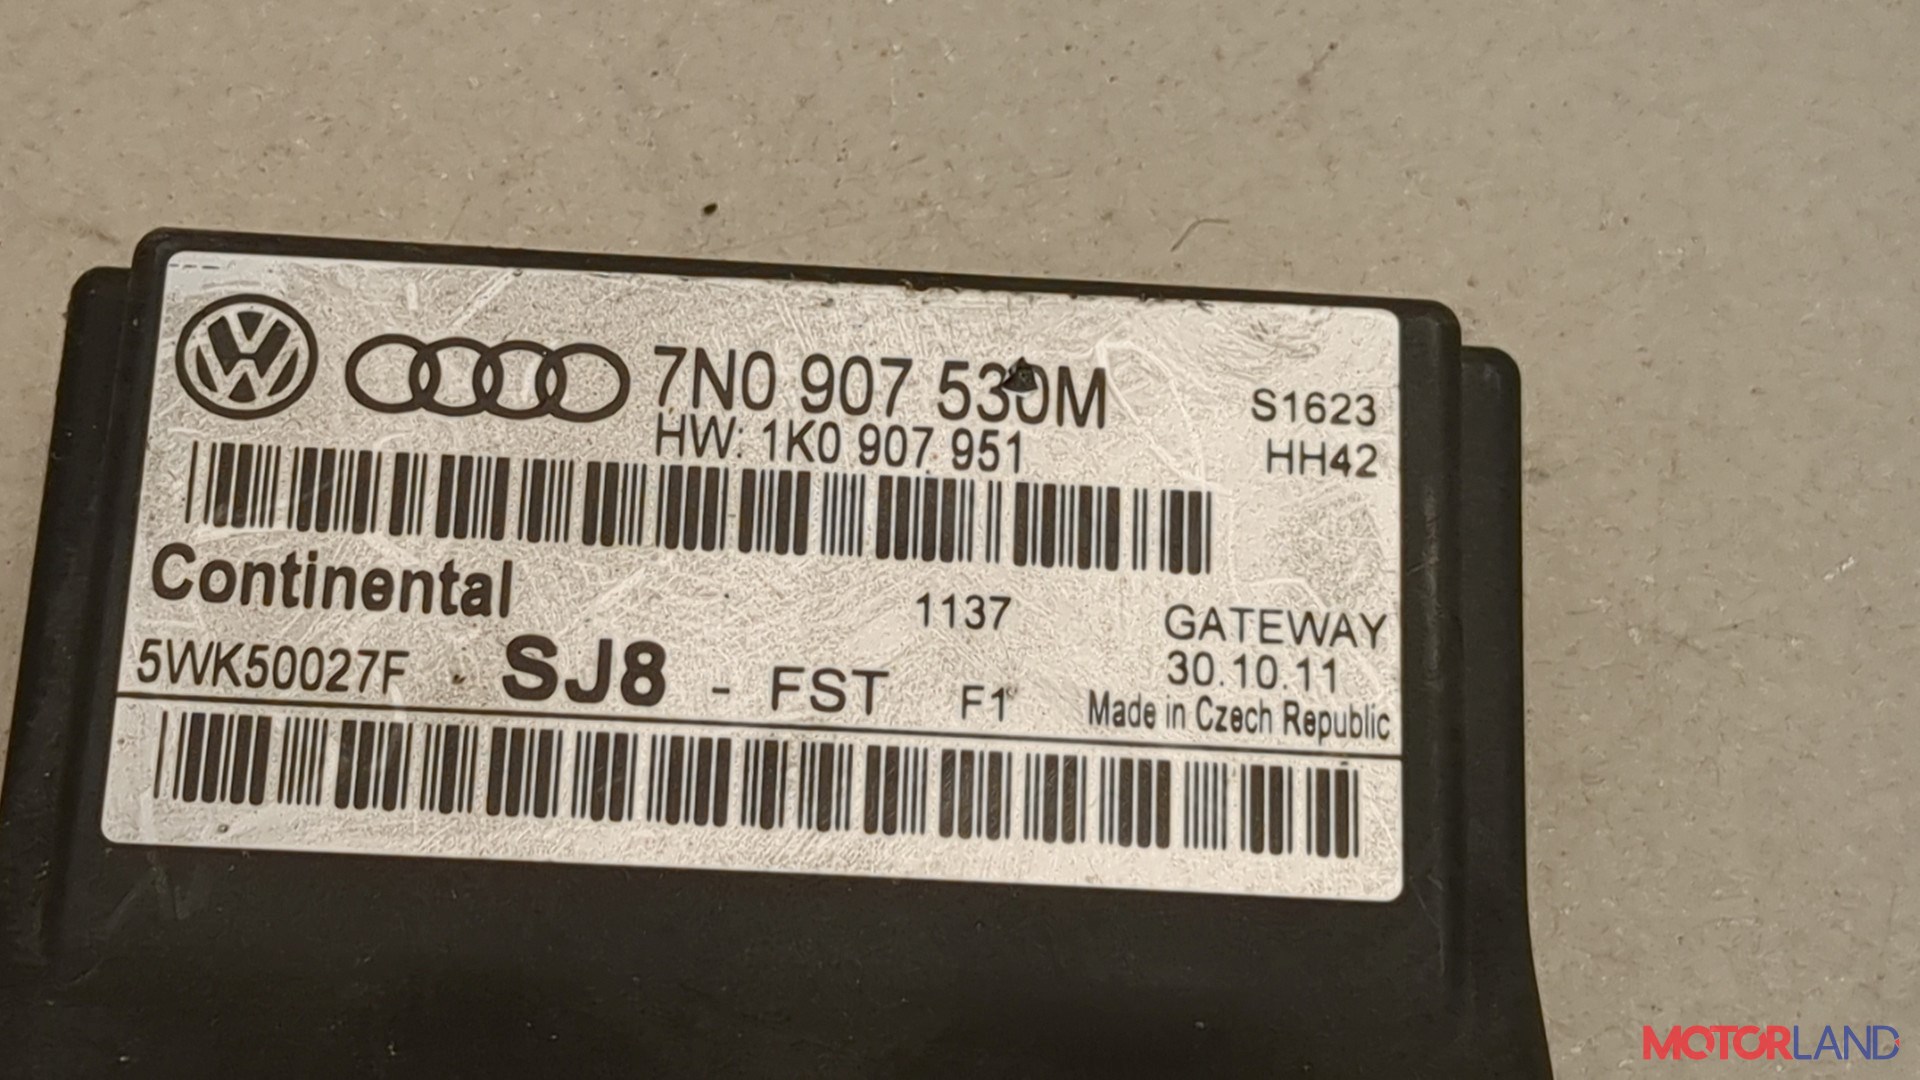 7N0 907 530M
HW: 1K0 907 951
S1623
HH42
Continental
1137
GATEWAY
5WK50027F
SJ8 - FST F1
30.10.11
Made in Czech Republic
MOTORLAND